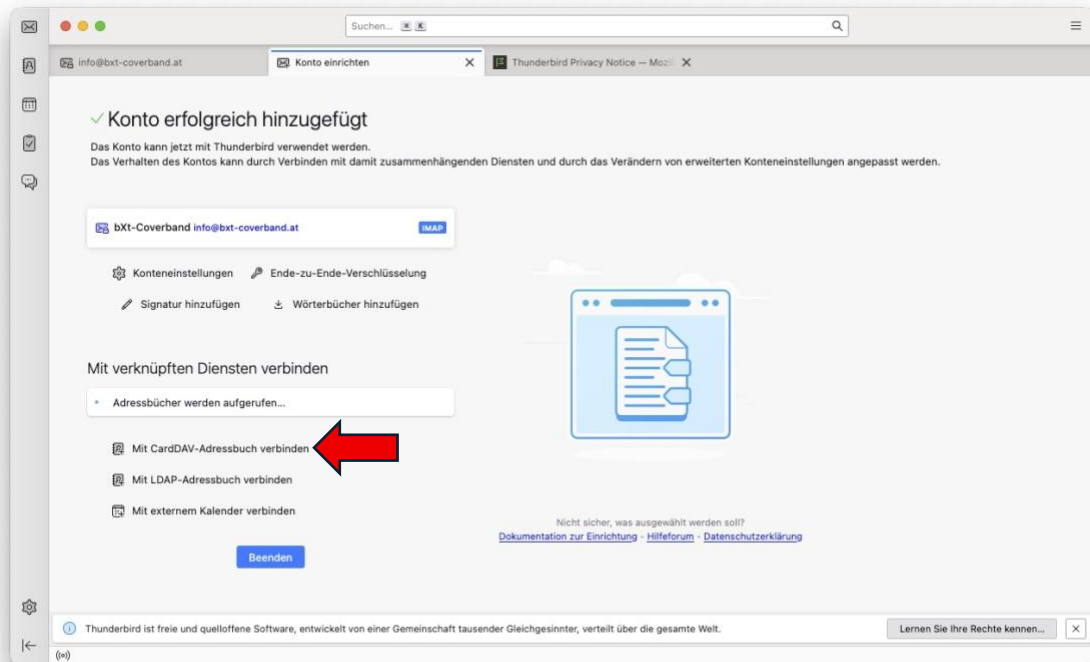 Suchen... ⌘ K
info@bxt-coverband.at
Konto einrichten
Thunderbird Privacy Notice — Mozil
Konto erfolgreich hinzugefügt
Das Konto kann jetzt mit Thunderbird verwendet werden.
Das Verhalten des Kontos kann durch Verbinden mit damit zusammenhängenden Diensten und durch das Verändern von erweiterten Konteneinstellungen angepasst werden.
bXt-Coverband info@bxt-coverband.at IMAP
Konteneinstellungen Ende-zu-Ende-Verschlüsselung
Signatur hinzufügen Wörterbücher hinzufügen
Mit verknüpften Diensten verbinden
Adressbücher werden aufgerufen...
Mit CardDAV-Adressbuch verbinden
Mit LDAP-Adressbuch verbinden
Mit externem Kalender verbinden
Beenden
Nicht sicher, was ausgewählt werden soll?
Dokumentation zur Einrichtung - Hilfeforum - Datenschutzerklärung
Thunderbird ist freie und quelloffene Software, entwickelt von einer Gemeinschaft tausender Gleichgesinnter, verteilt über die gesamte Welt.
Lernen Sie Ihre Rechte kennen...